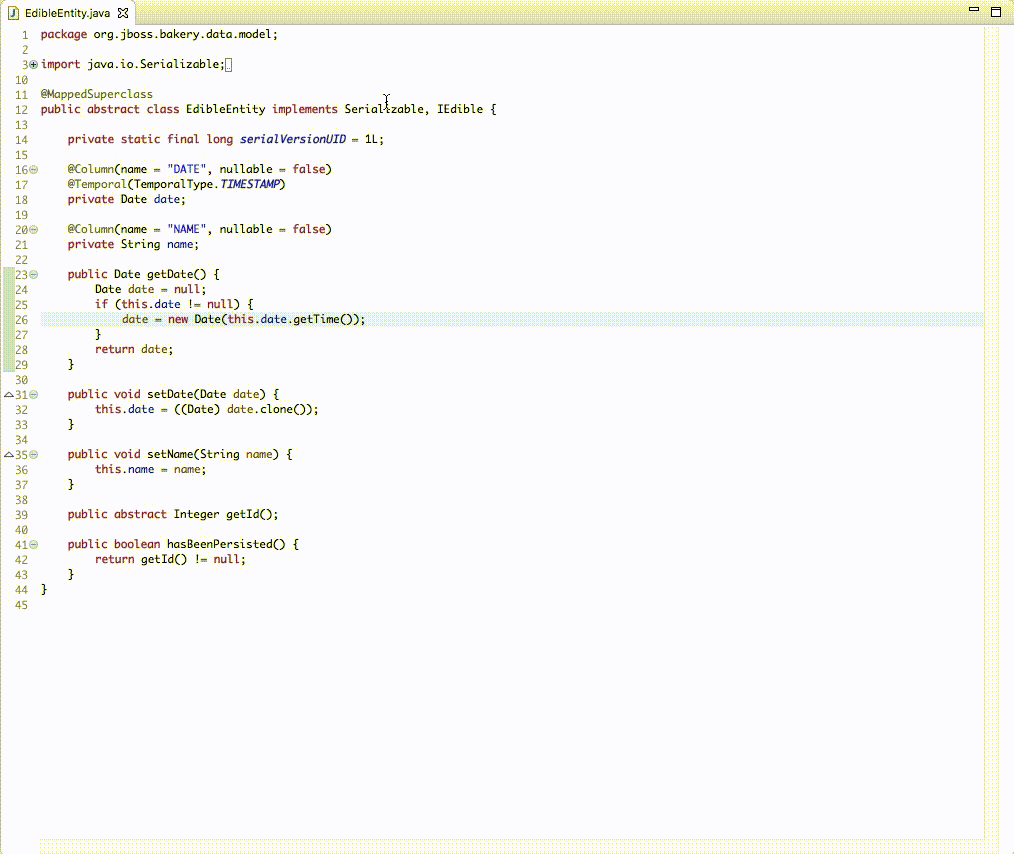 EdibleEntity.java
1 package org.jboss.bakery.data.model;
2
3 import java.io.Serializable;
10
11 @MappedSuperclass
12 public abstract class EdibleEntity implements Serializable, IEdible {
13
14     private static final long serialVersionUID = 1L;
15
16     @Column(name = "DATE", nullable = false)
17     @Temporal(TemporalType.TIMESTAMP)
18     private Date date;
19
20     @Column(name = "NAME", nullable = false)
21     private String name;
22
23     public Date getDate() {
24         Date date = null;
25         if (this.date != null) {
26             date = new Date(this.date.getTime());
27         }
28         return date;
29     }
30
31     public void setDate(Date date) {
32         this.date = ((Date) date.clone());
33     }
34
35     public void setName(String name) {
36         this.name = name;
37     }
38
39     public abstract Integer getId();
40
41     public boolean hasBeenPersisted() {
42         return getId() != null;
43     }
44 }
45